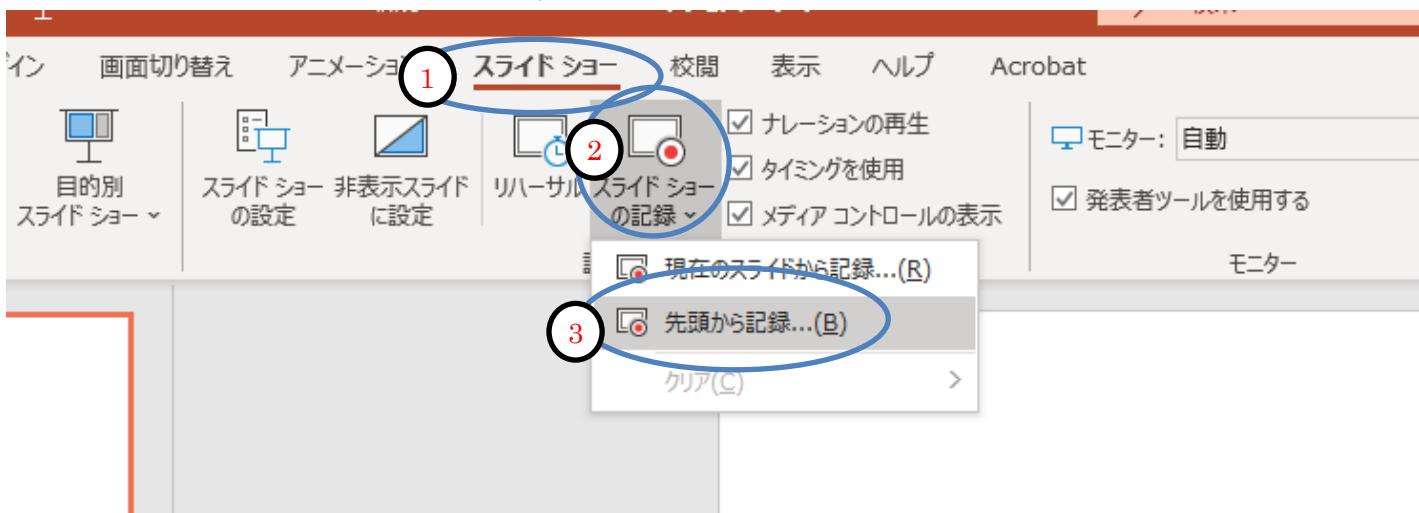 イン 画面切り替え アニメーション スライド ショー 校閲 表示 ヘルプ Acrobat
1
2
目的別
スライド ショー
スライド ショー
の設定
非表示スライド
に設定
リハーサル
スライド ショー
の記録
ナレーションの再生
タイミングを使用
メディア コントロールの表示
モニター: 自動
発表者ツールを使用する
モニター
現在のスライドから記録...(R)
3
先頭から記録...(B)
クリア(C)